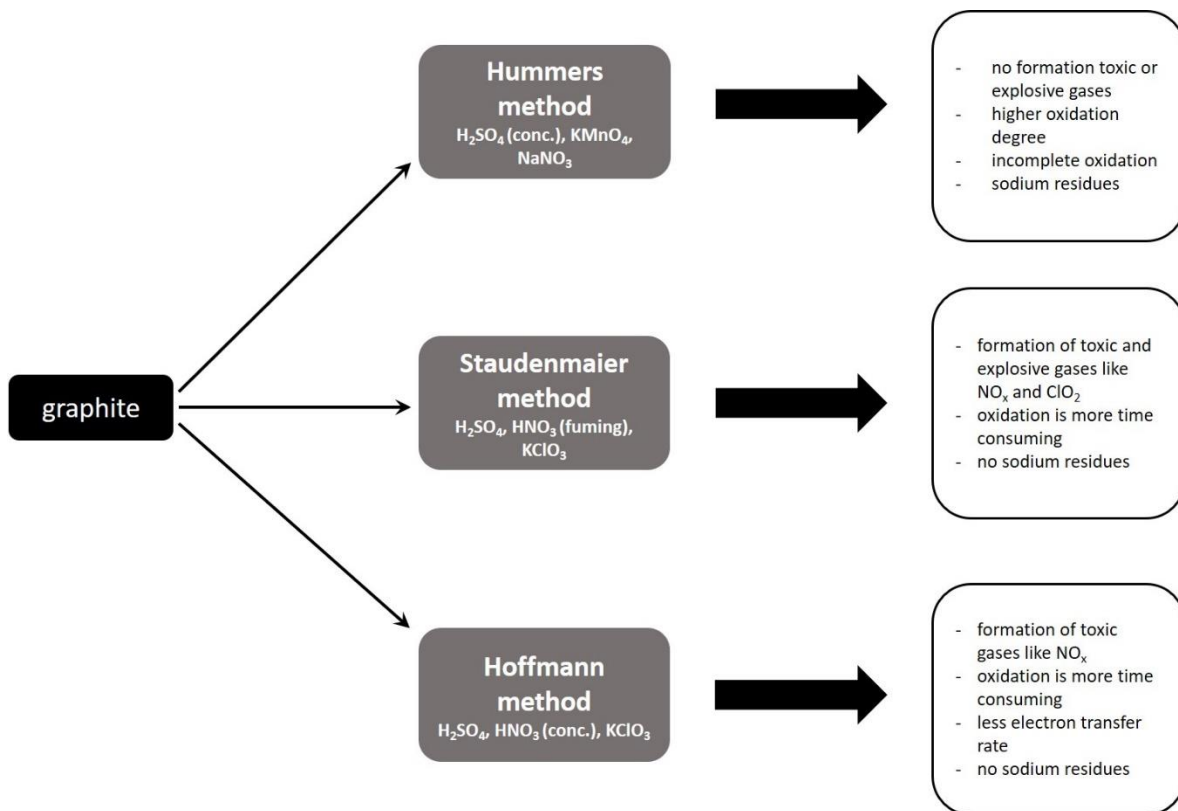 graphite
Hummers
method
H₂SO₄ (conc.), KMnO₄,
NaNO₃
- no formation toxic or
explosive gases
- higher oxidation
degree
- incomplete oxidation
- sodium residues
Staudenmaier
method
H₂SO₄, HNO₃ (fuming),
KClO₃
- formation of toxic and
explosive gases like
NOₓ and ClO₂
- oxidation is more time
consuming
- no sodium residues
Hoffmann
method
H₂SO₄, HNO₃ (conc.), KClO₃
- formation of toxic
gases like NOₓ
- oxidation is more time
consuming
- less electron transfer
rate
- no sodium residues